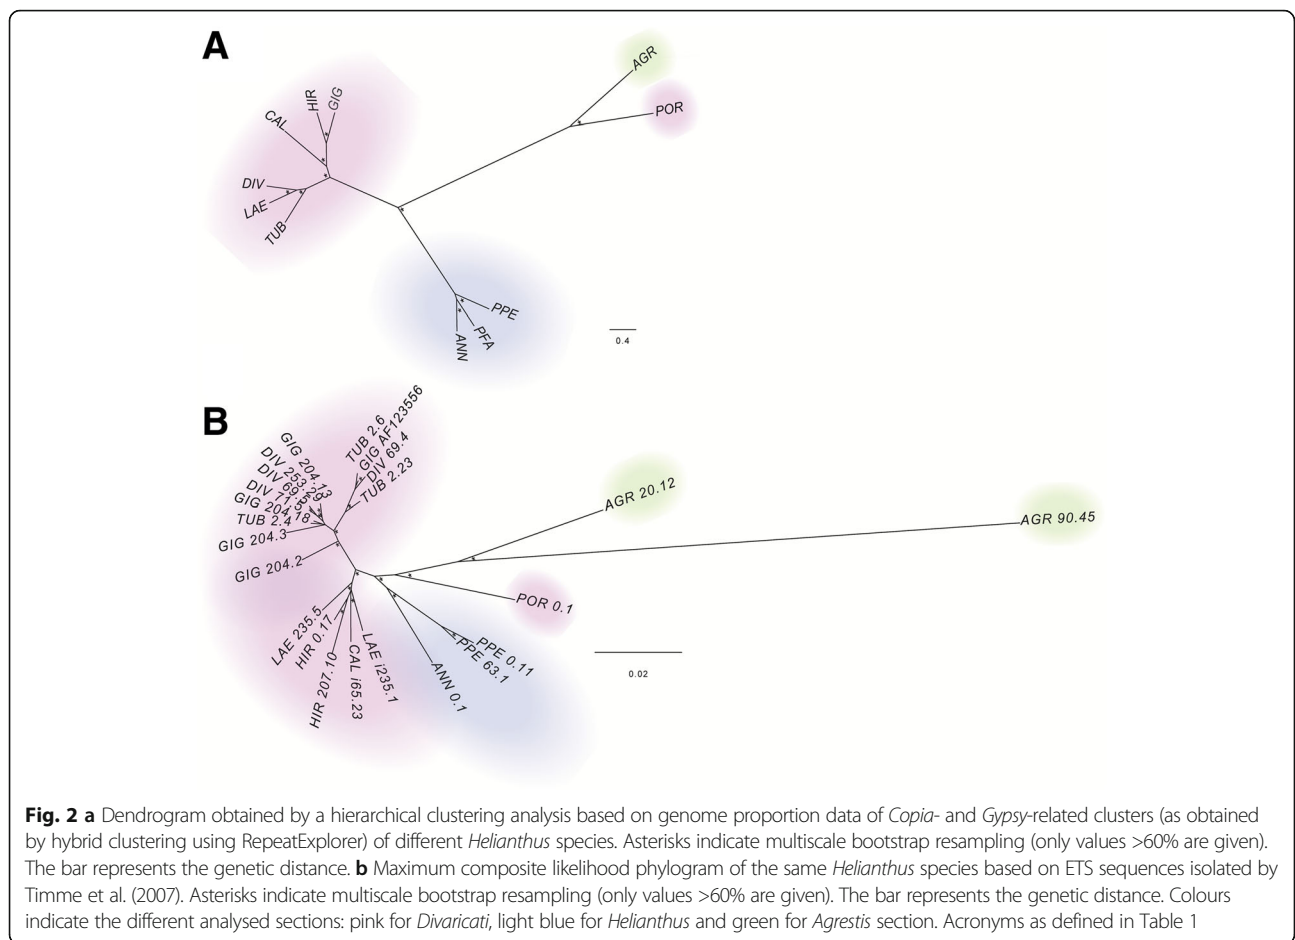 A
AGR
POR
HIR
GIG
CAL
DIV
LAE
TUB
PPE
PFA
ANN
0.4
B
TUB 2.6
GIG AF123556
DIV 69.4
TUB 2.23
GIG 204.13
DIV 253.29
TUB 2.4
GIG 204.3
GIG 204.2
AGR 20.12
AGR 90.45
POR 0.1
LAE 235.5
HIR 0.17
HIR 207.10
CAL i65.23
LAE i235.1
PPE 0.11
PPE 63.1
ANN 0.1
0.02
Fig. 2 a Dendrogram obtained by a hierarchical clustering analysis based on genome proportion data of Copia- and Gypsy-related clusters (as obtained
by hybrid clustering using RepeatExplorer) of different Helianthus species. Asterisks indicate multiscale bootstrap resampling (only values >60% are given).
The bar represents the genetic distance. b Maximum composite likelihood phylogram of the same Helianthus species based on ETS sequences isolated by
Timme et al. (2007). Asterisks indicate multiscale bootstrap resampling (only values >60% are given). The bar represents the genetic distance. Colours
indicate the different analysed sections: pink for Divaricati, light blue for Helianthus and green for Agrestis section. Acronyms as defined in Table 1